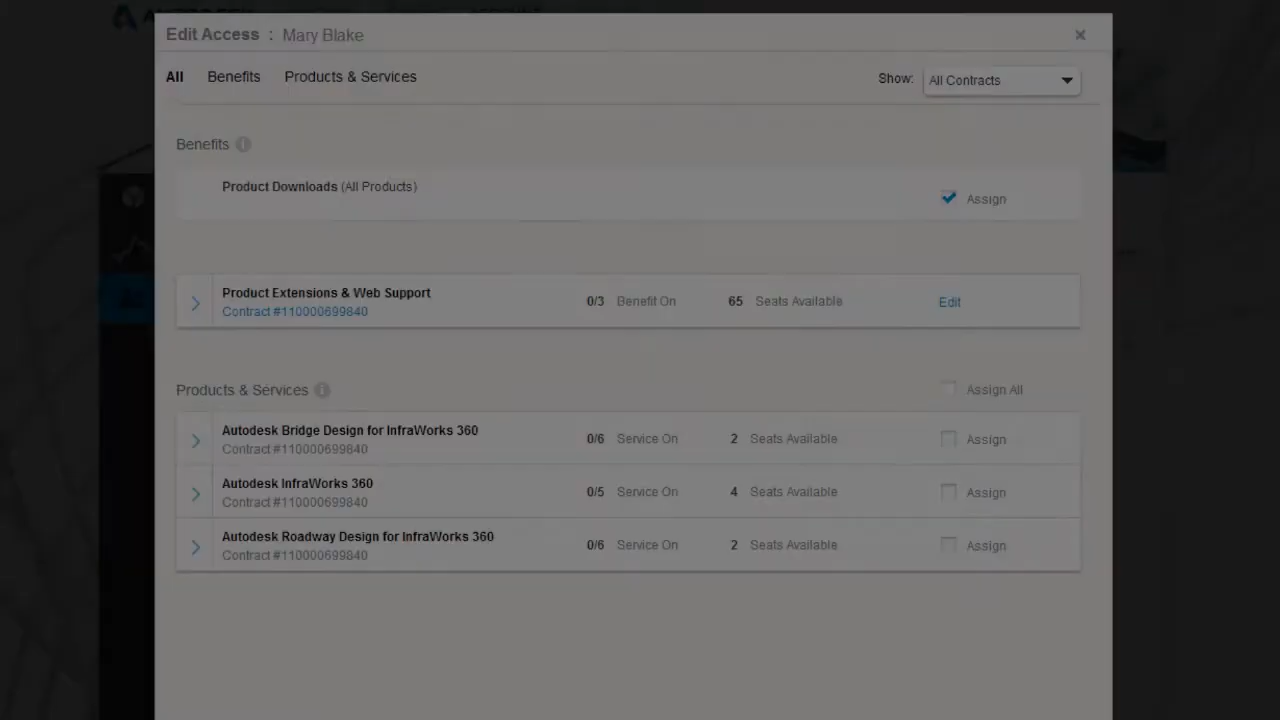 Edit Access : Mary Blake
All Benefits Products & Services Show: All Contracts
Benefits
Product Downloads (All Products)
Assign
Product Extensions & Web Support
Contract #110000699840
0/3 Benefit On 65 Seats Available Edit
Products & Services Assign All
Autodesk Bridge Design for InfraWorks 360
Contract #110000699840
0/6 Service On 2 Seats Available Assign
Autodesk InfraWorks 360
Contract #110000699840
0/5 Service On 4 Seats Available Assign
Autodesk Roadway Design for InfraWorks 360
Contract #110000699840
0/6 Service On 2 Seats Available Assign